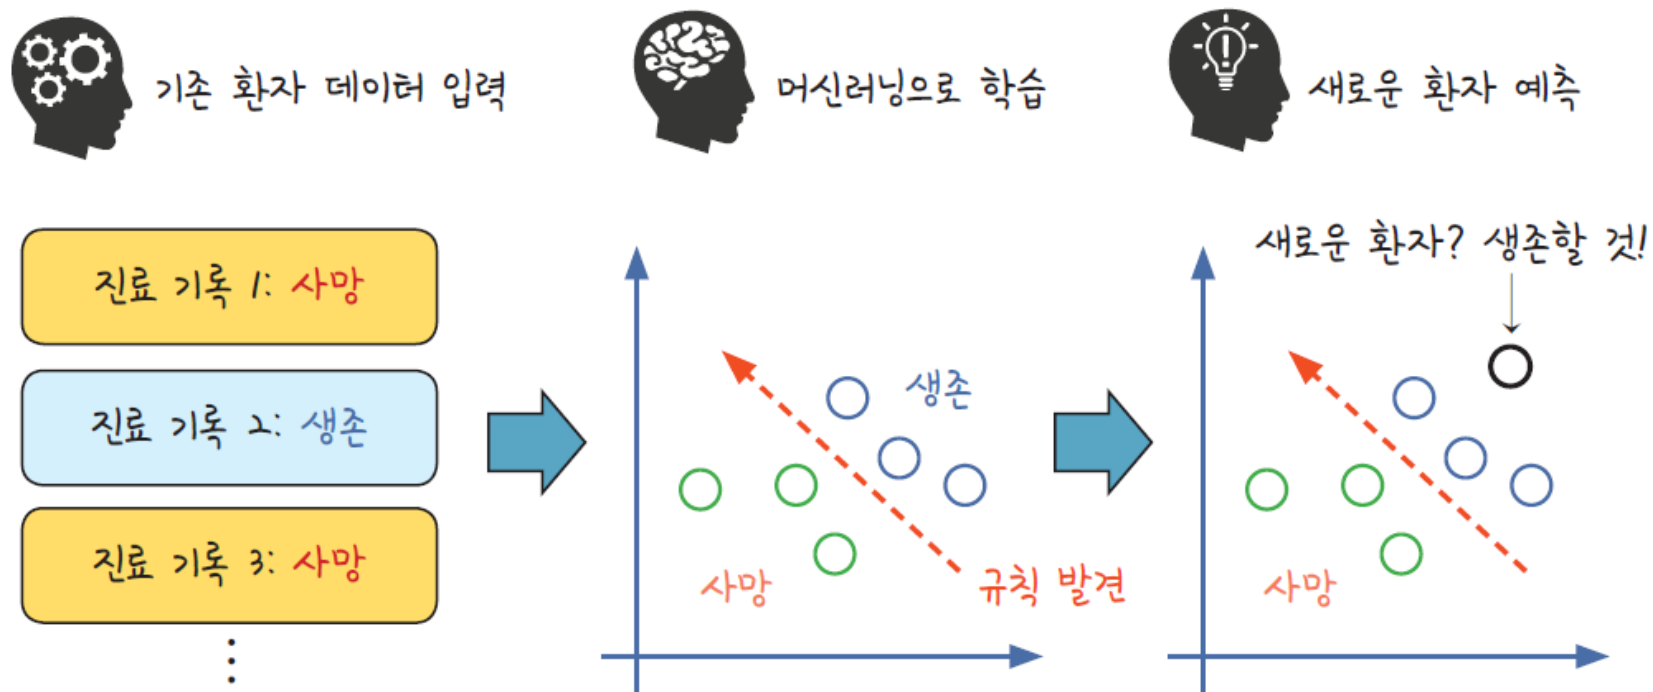 기존 환자 데이터 입력
머신러닝으로 학습
새로운 환자 예측
진료 기록 1: 사망
진료 기록 2: 생존
진료 기록 3: 사망
생존
사망
규칙 발견
새로운 환자? 생존할 것!
사망